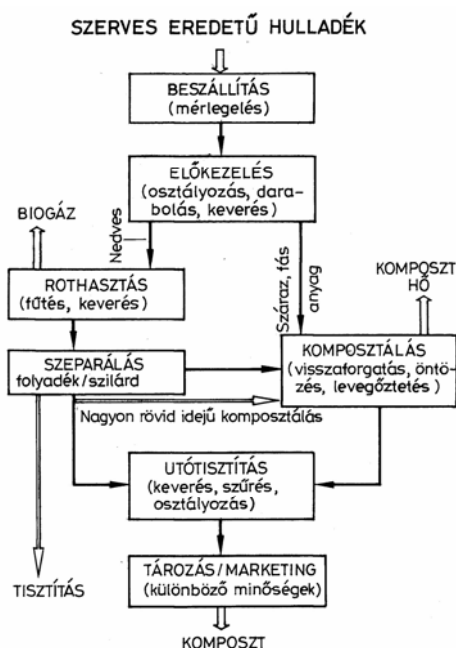 SZERVES EREDETŰ HULLADÉK
BESZÁLLÍTÁS
(mérlegelés)
ELŐKEZELÉS
(osztályozás, dara-
bolás, keverés)
BIOGÁZ
Nedves
Száraz, fás
anyag
KOMPOSZT
HŐ
ROTHASZTÁS
(fűtés, keverés)
SZEPARÁLÁS
folyadék/szilárd
KOMPOSZTÁLÁS
(visszaforgatás, öntö-
zés, levegőztetés)
Nagyon rövid idejű komposztálás
UTÓTISZTÍTÁS
(keverés, szűrés,
osztályozás)
TISZTÍTÁS
TÁROZÁS/MARKETING
(különböző minőségek)
KOMPOSZT